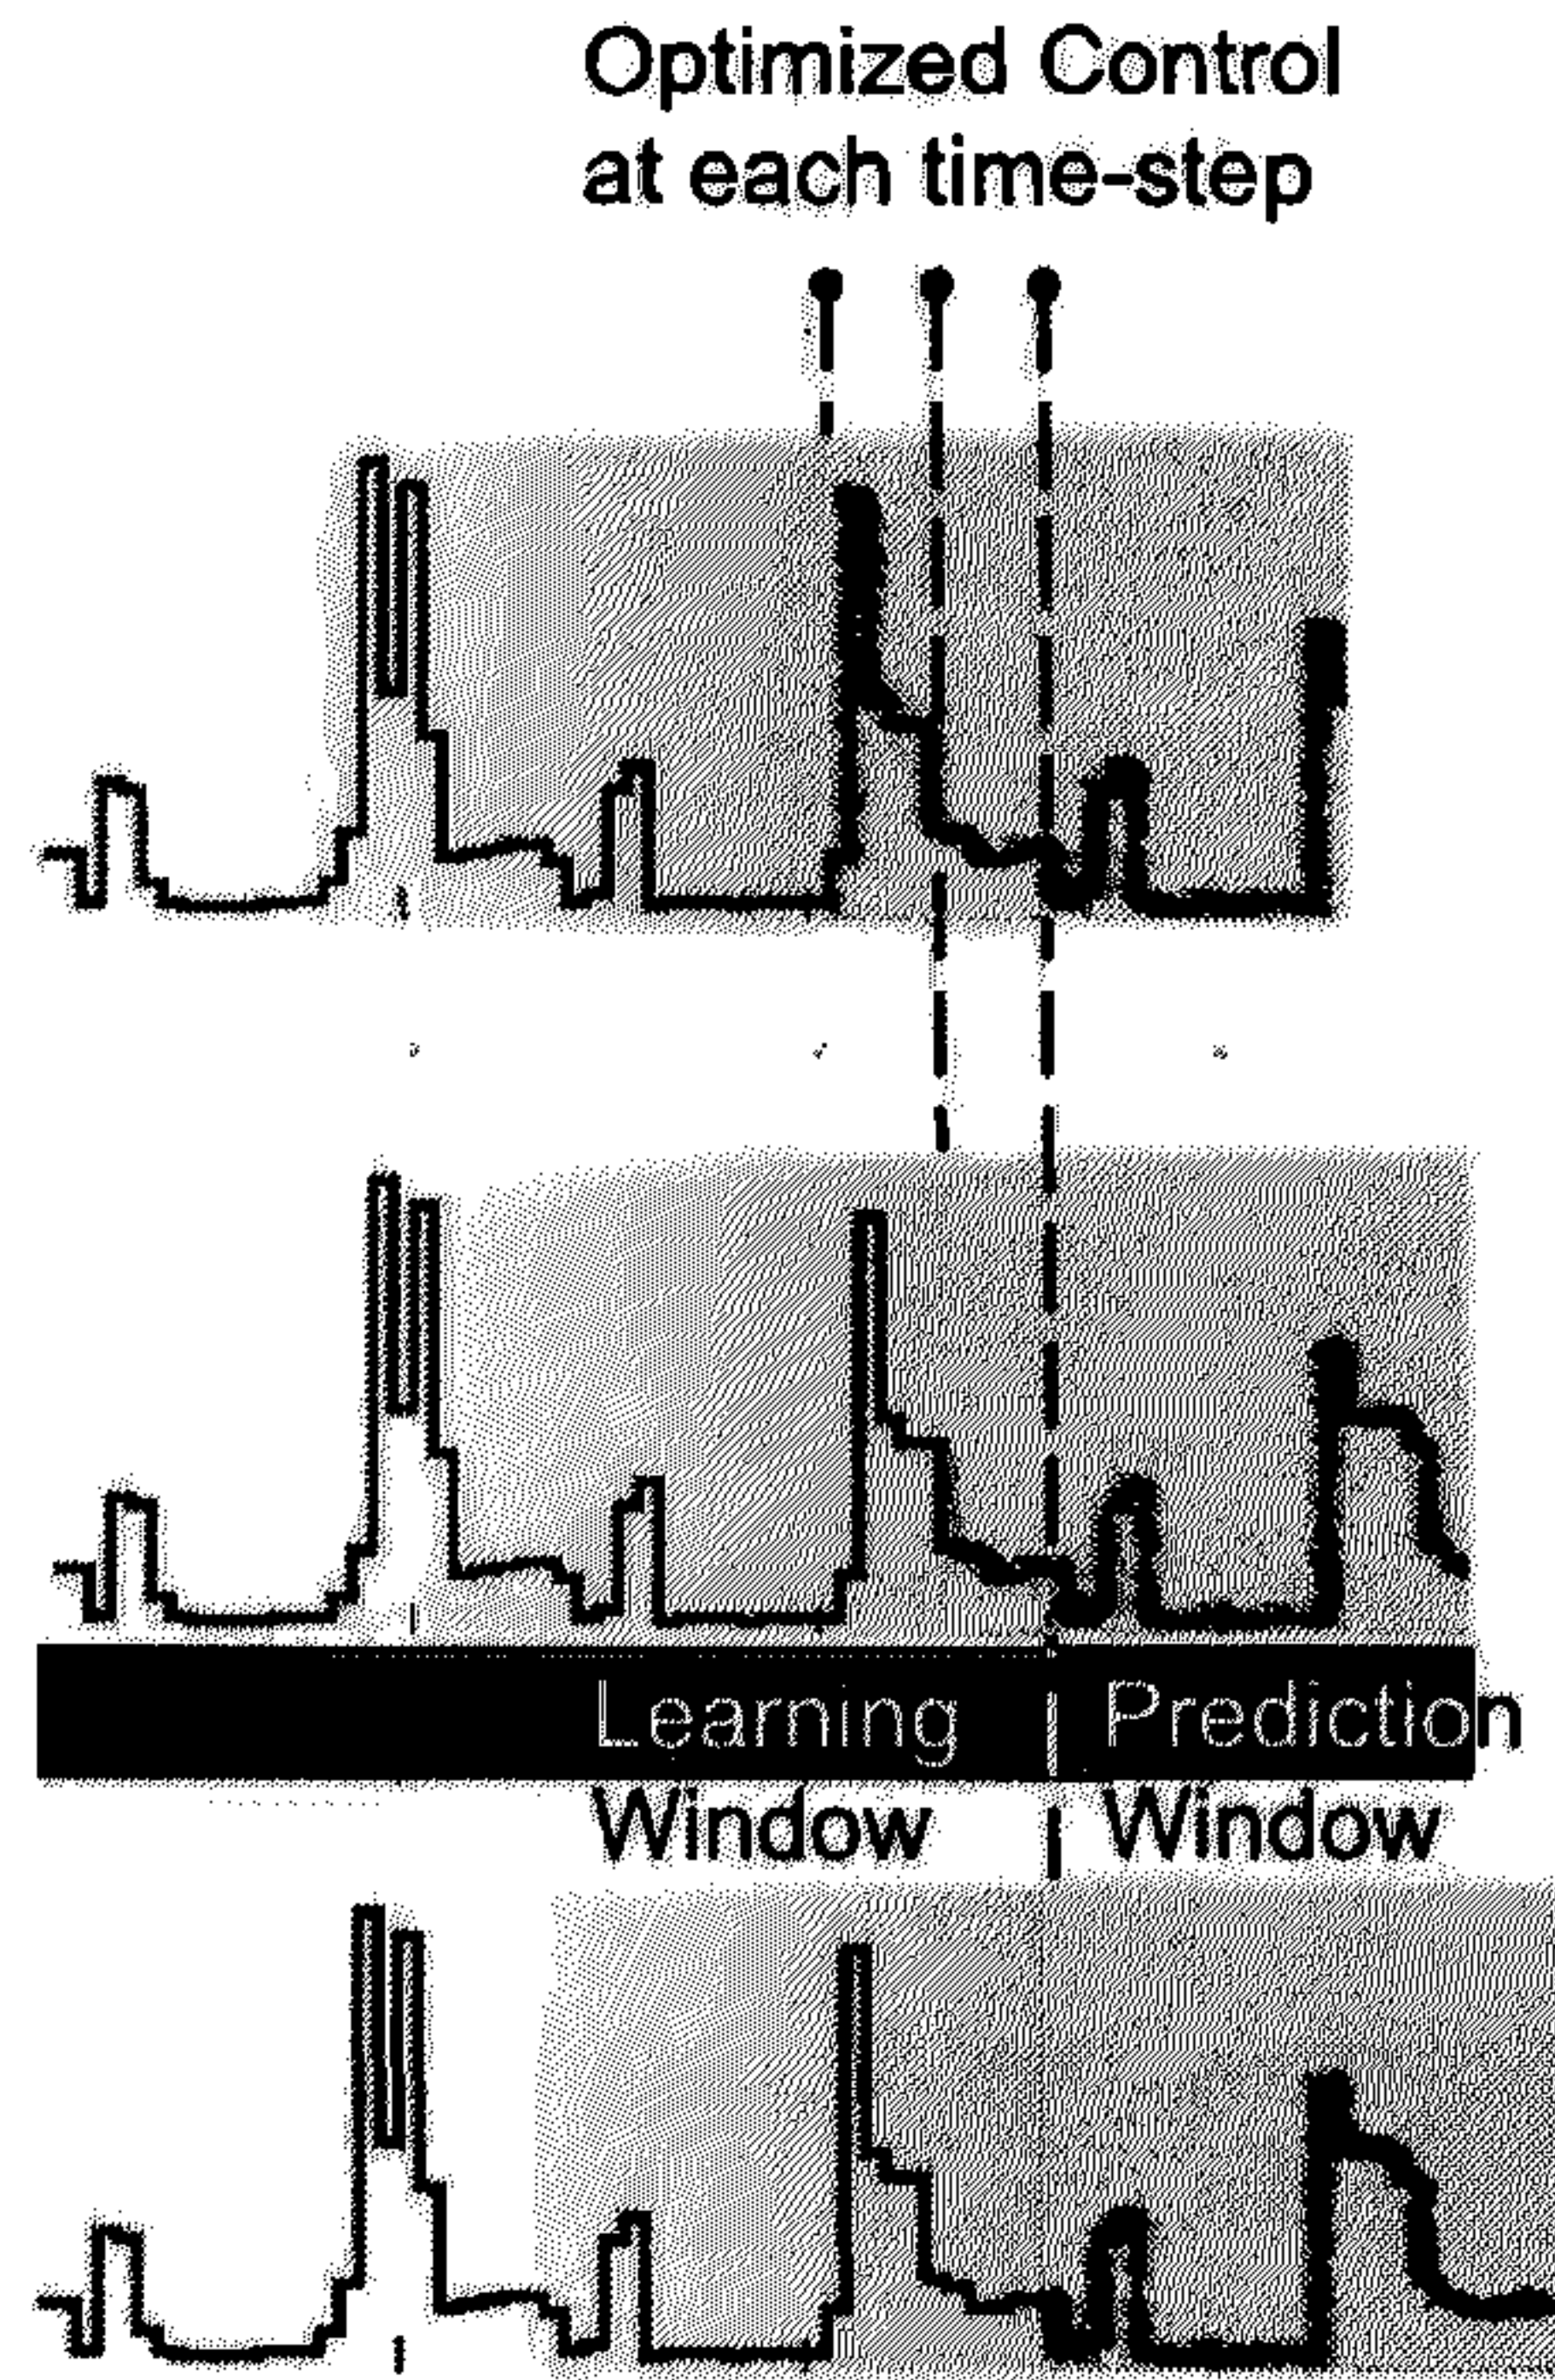 Optimized Control
at each time-step
Learning Prediction
Window Window